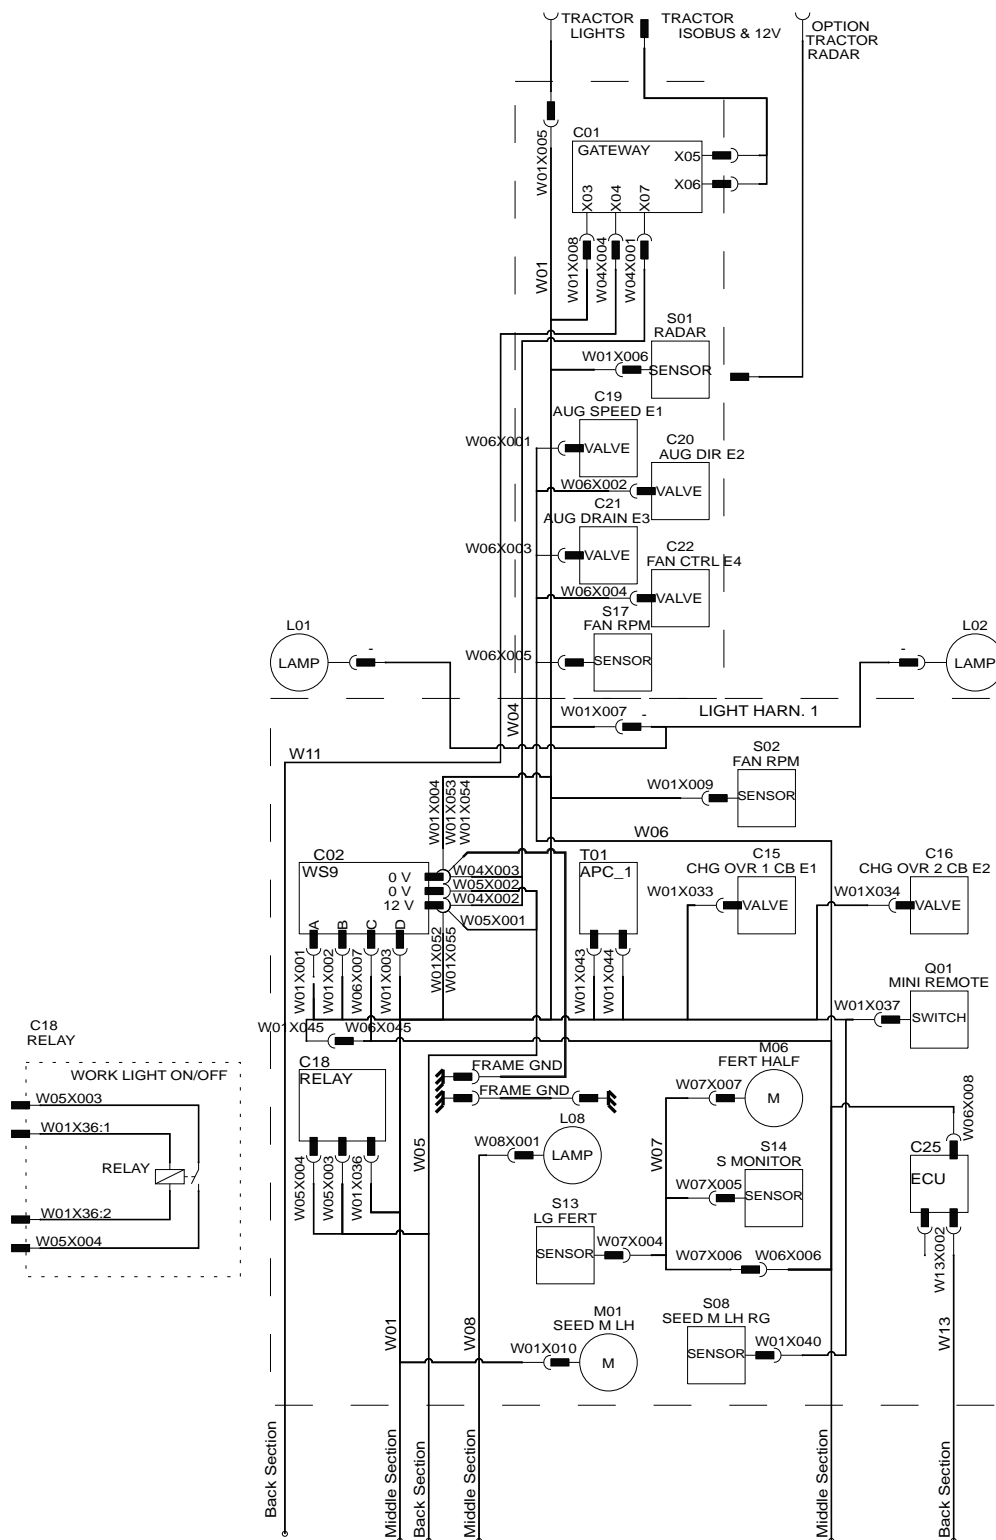 TRACTOR
LIGHTS
TRACTOR
ISOBUS & 12V
OPTION
TRACTOR
RADAR
W01X005
C01
GATEWAY
X05
X06
X03
X04
X07
W01X008
W04X004
W04X001
W01
S01
RADAR
W01X006
SENSOR
C19
AUG SPEED E1
W06X001
VALVE
C20
AUG DIR E2
W06X002
VALVE
C21
AUG DRAIN E3
W06X003
VALVE
C22
FAN CTRL E4
W06X004
VALVE
S17
FAN RPM
W06X005
SENSOR
L01
LAMP
-
L02
LAMP
-
W04
W01X007
-
LIGHT HARN. 1
W11
S02
FAN RPM
W01X009
SENSOR
W01X004
W01X053
W01X054
W06
C02
WS9
0 V
0 V
12 V
W04X003
W05X002
W04X002
W05X001
A
B
C
D
W01X001
W01X002
W06X007
W01X003
W01X052
W01X055
T01
APC_1
W01X043
W01X044
C15
CHG OVR 1 CB E1
W01X033
VALVE
C16
CHG OVR 2 CB E2
W01X034
VALVE
Q01
MINI REMOTE
W01X037
SWITCH
W01X045
W06X045
C18
RELAY
WORK LIGHT ON/OFF
W05X003
W01X36:1
RELAY
W01X36:2
W05X004
C18
RELAY
W05X004
W05X003
W01X036
FRAME GND
FRAME GND
W05
L08
W08X001
LAMP
M06
FERT HALF
W07X007
M
W07
S14
S MONITOR
W07X005
SENSOR
S13
LG FERT
SENSOR
W07X004
W07X006
W06X006
W06X008
C25
ECU
W13X002
W13
W01
W08
M01
SEED M LH
W01X010
M
S08
SEED M LH RG
SENSOR
W01X040
Back Section
Middle Section
Back Section
Middle Section
Middle Section
Back Section